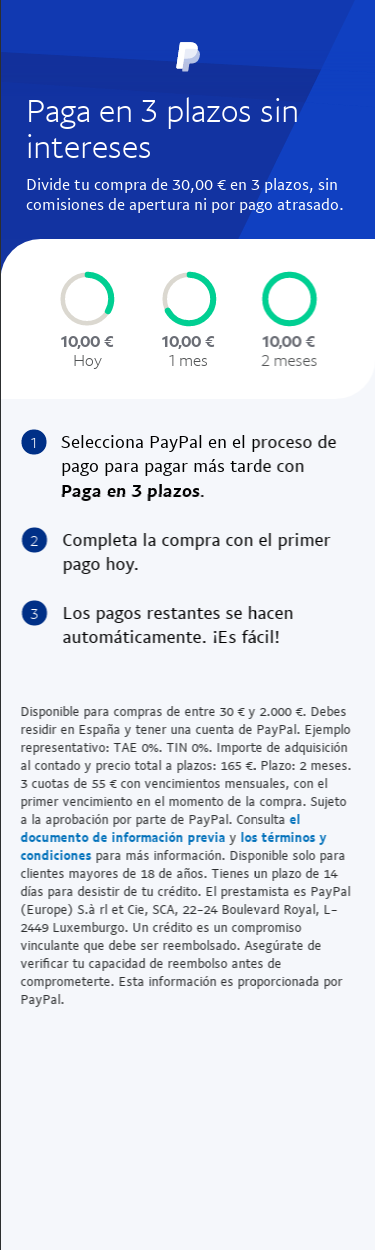 Paga en 3 plazos sin
intereses
Divide tu compra de 30,00 € en 3 plazos, sin
comisiones de apertura ni por pago atrasado.
10,00 € 10,00 € 10,00 €
Hoy 1 mes 2 meses
1 Selecciona PayPal en el proceso de
pago para pagar más tarde con
Paga en 3 plazos.
2 Completa la compra con el primer
pago hoy.
3 Los pagos restantes se hacen
automáticamente. ¡Es fácil!
Disponible para compras de entre 30 € y 2.000 €. Debes
residir en España y tener una cuenta de PayPal. Ejemplo
representativo: TAE 0%. TIN 0%. Importe de adquisición
al contado y precio total a plazos: 165 €. Plazo: 2 meses.
3 cuotas de 55 € con vencimientos mensuales, con el
primer vencimiento en el momento de la compra. Sujeto
a la aprobación por parte de PayPal. Consulta el
documento de información previa y los términos y
condiciones para más información. Disponible solo para
clientes mayores de 18 de años. Tienes un plazo de 14
días para desistir de tu crédito. El prestamista es PayPal
(Europe) S.à rl et Cie, SCA, 22-24 Boulevard Royal, L-
2449 Luxemburgo. Un crédito es un compromiso
vinculante que debe ser reembolsado. Asegúrate de
verificar tu capacidad de reembolso antes de
comprometerte. Esta información es proporcionada por
PayPal.